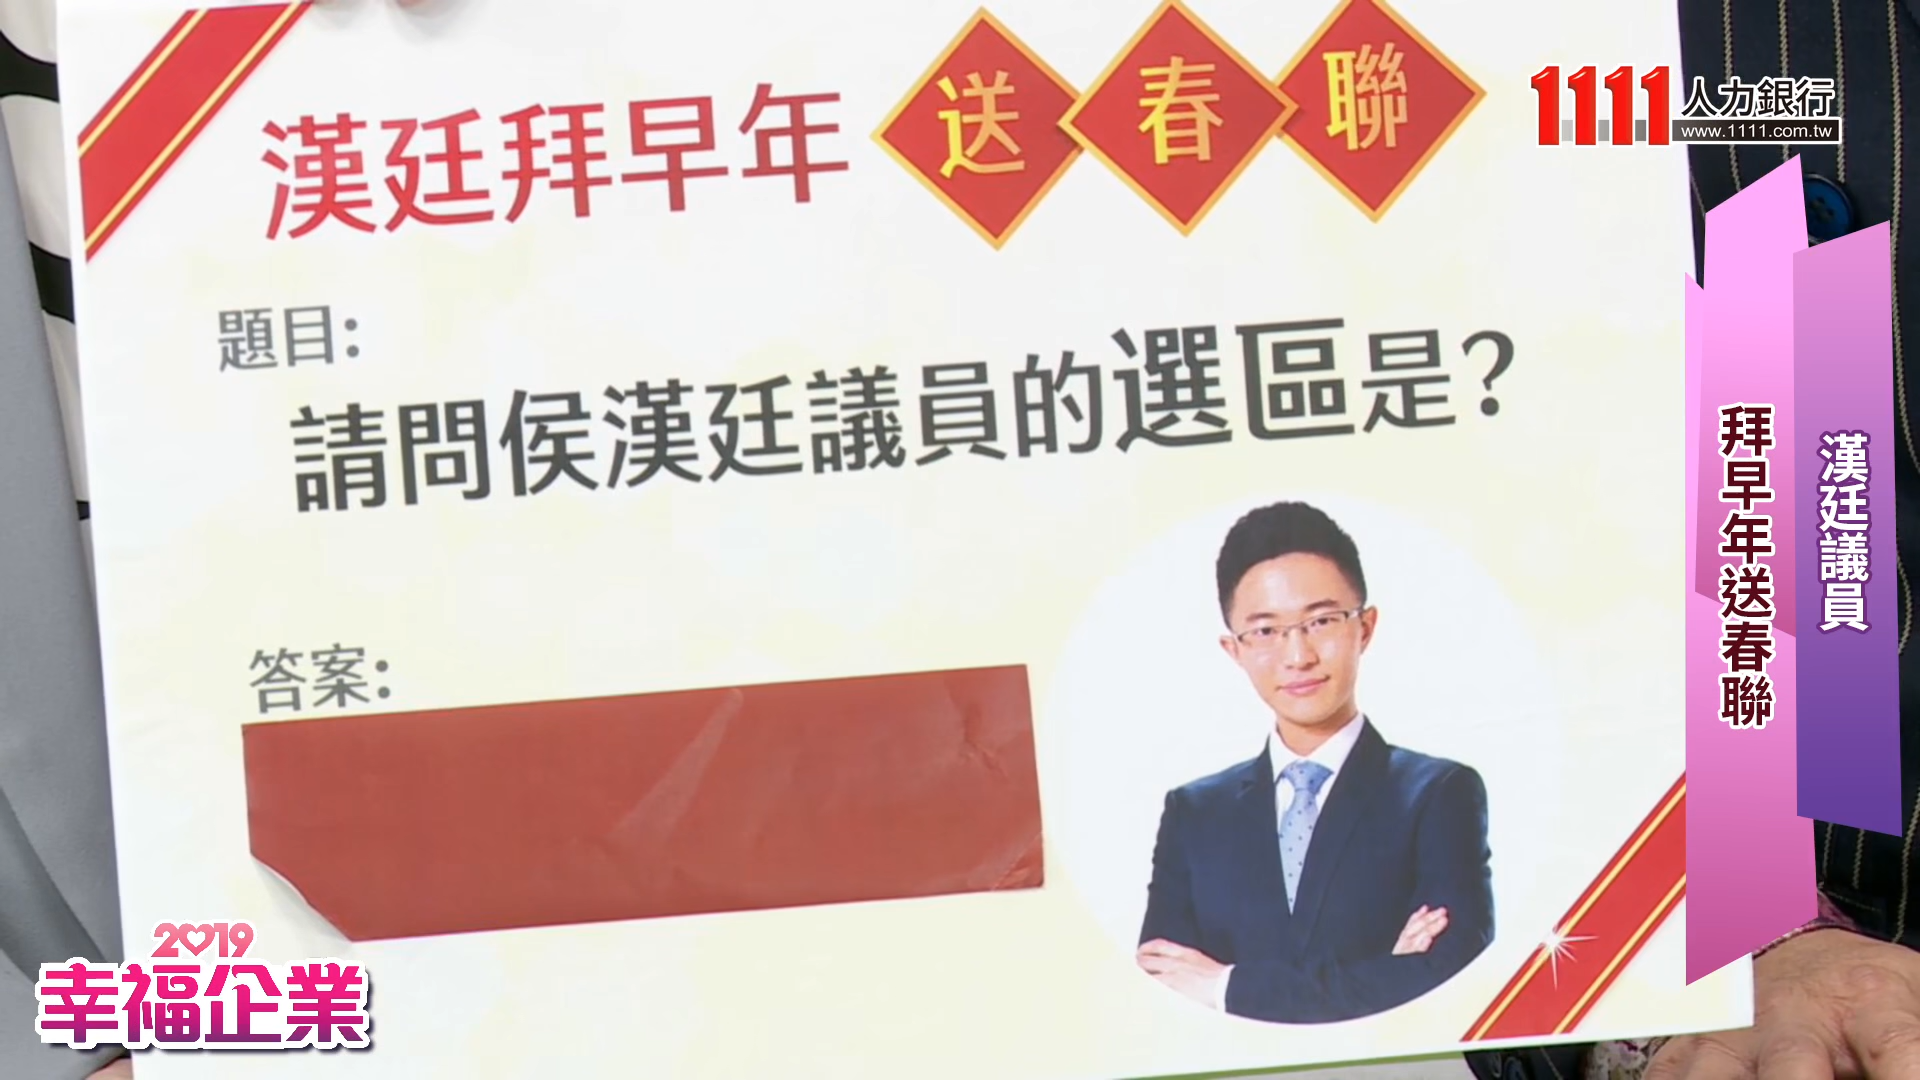 漢廷拜早年 送春聯
題目:
請問侯漢廷議員的選區是?
答案:
1111人力銀行
www.1111.com.tw
漢廷議員
拜早年送春聯
2019
幸福企業